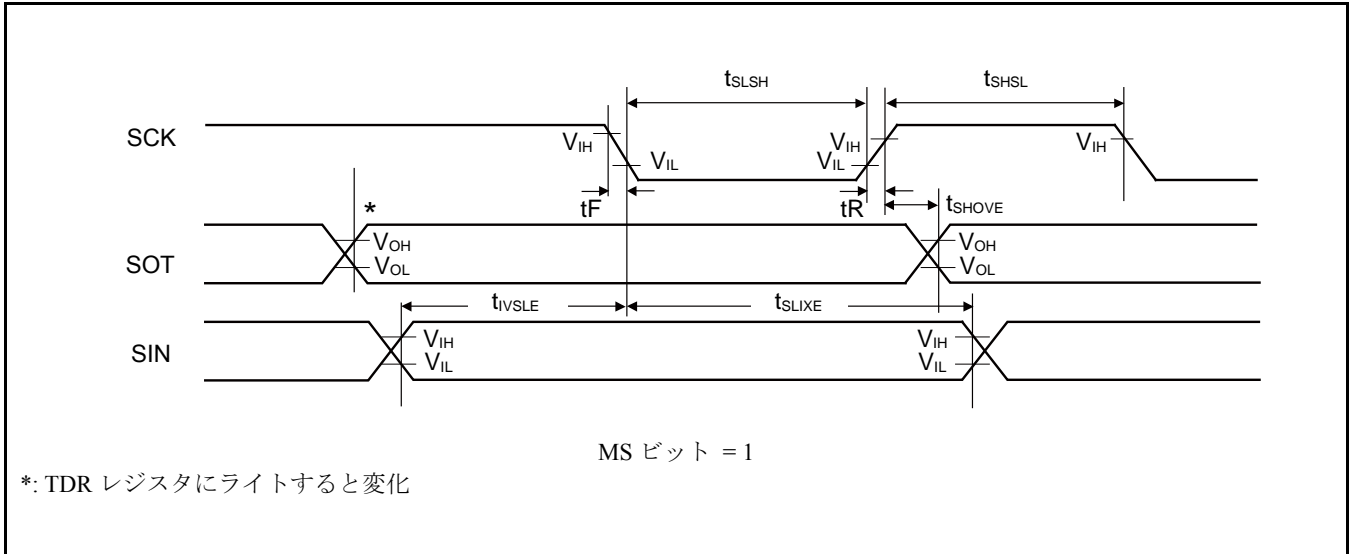 tSLSH tSHSL
SCK VIH VIL VIH VIL VIH
tF tR tSHOVE
*
SOT VOH VOL VOH VOL
tIVSLE tSLIXE
SIN VIH VIL VIH VIL
MS ビット = 1
*: TDR レジスタにライトすると変化